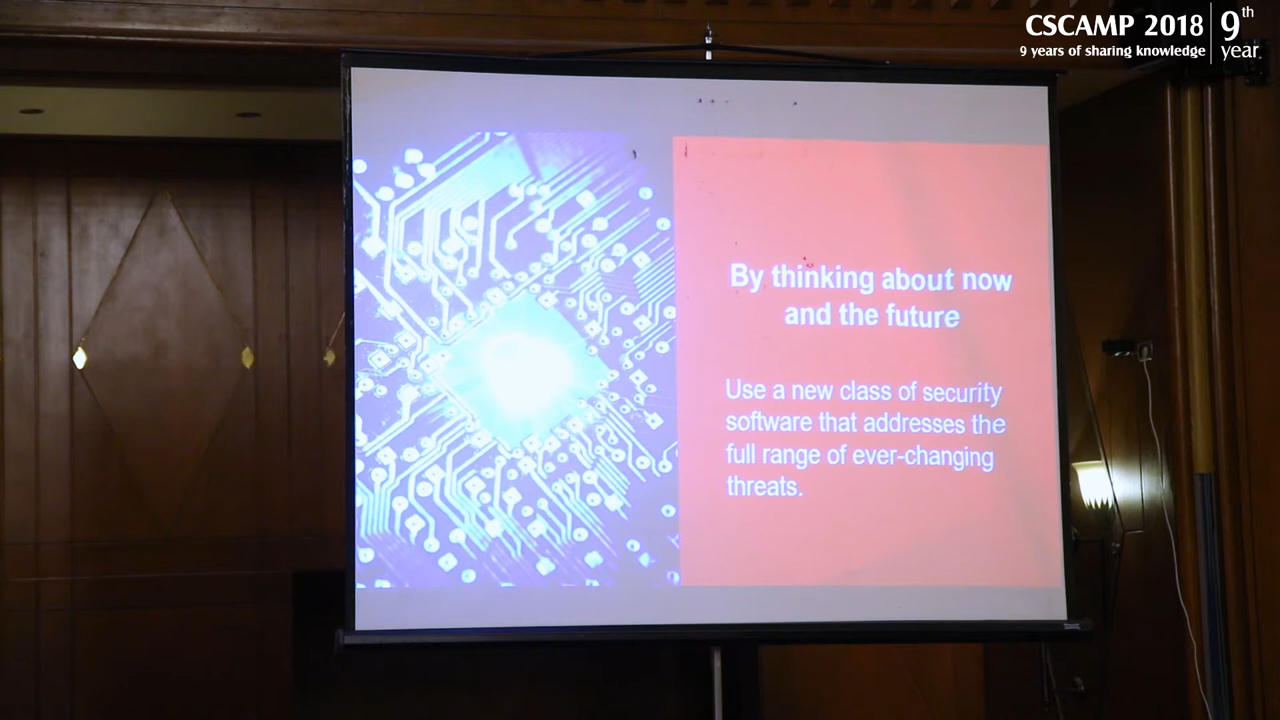 CSCAMP 2018
9 years of sharing knowledge
9th
year
By thinking about now
and the future
Use a new class of security
software that addresses the
full range of ever-changing
threats.